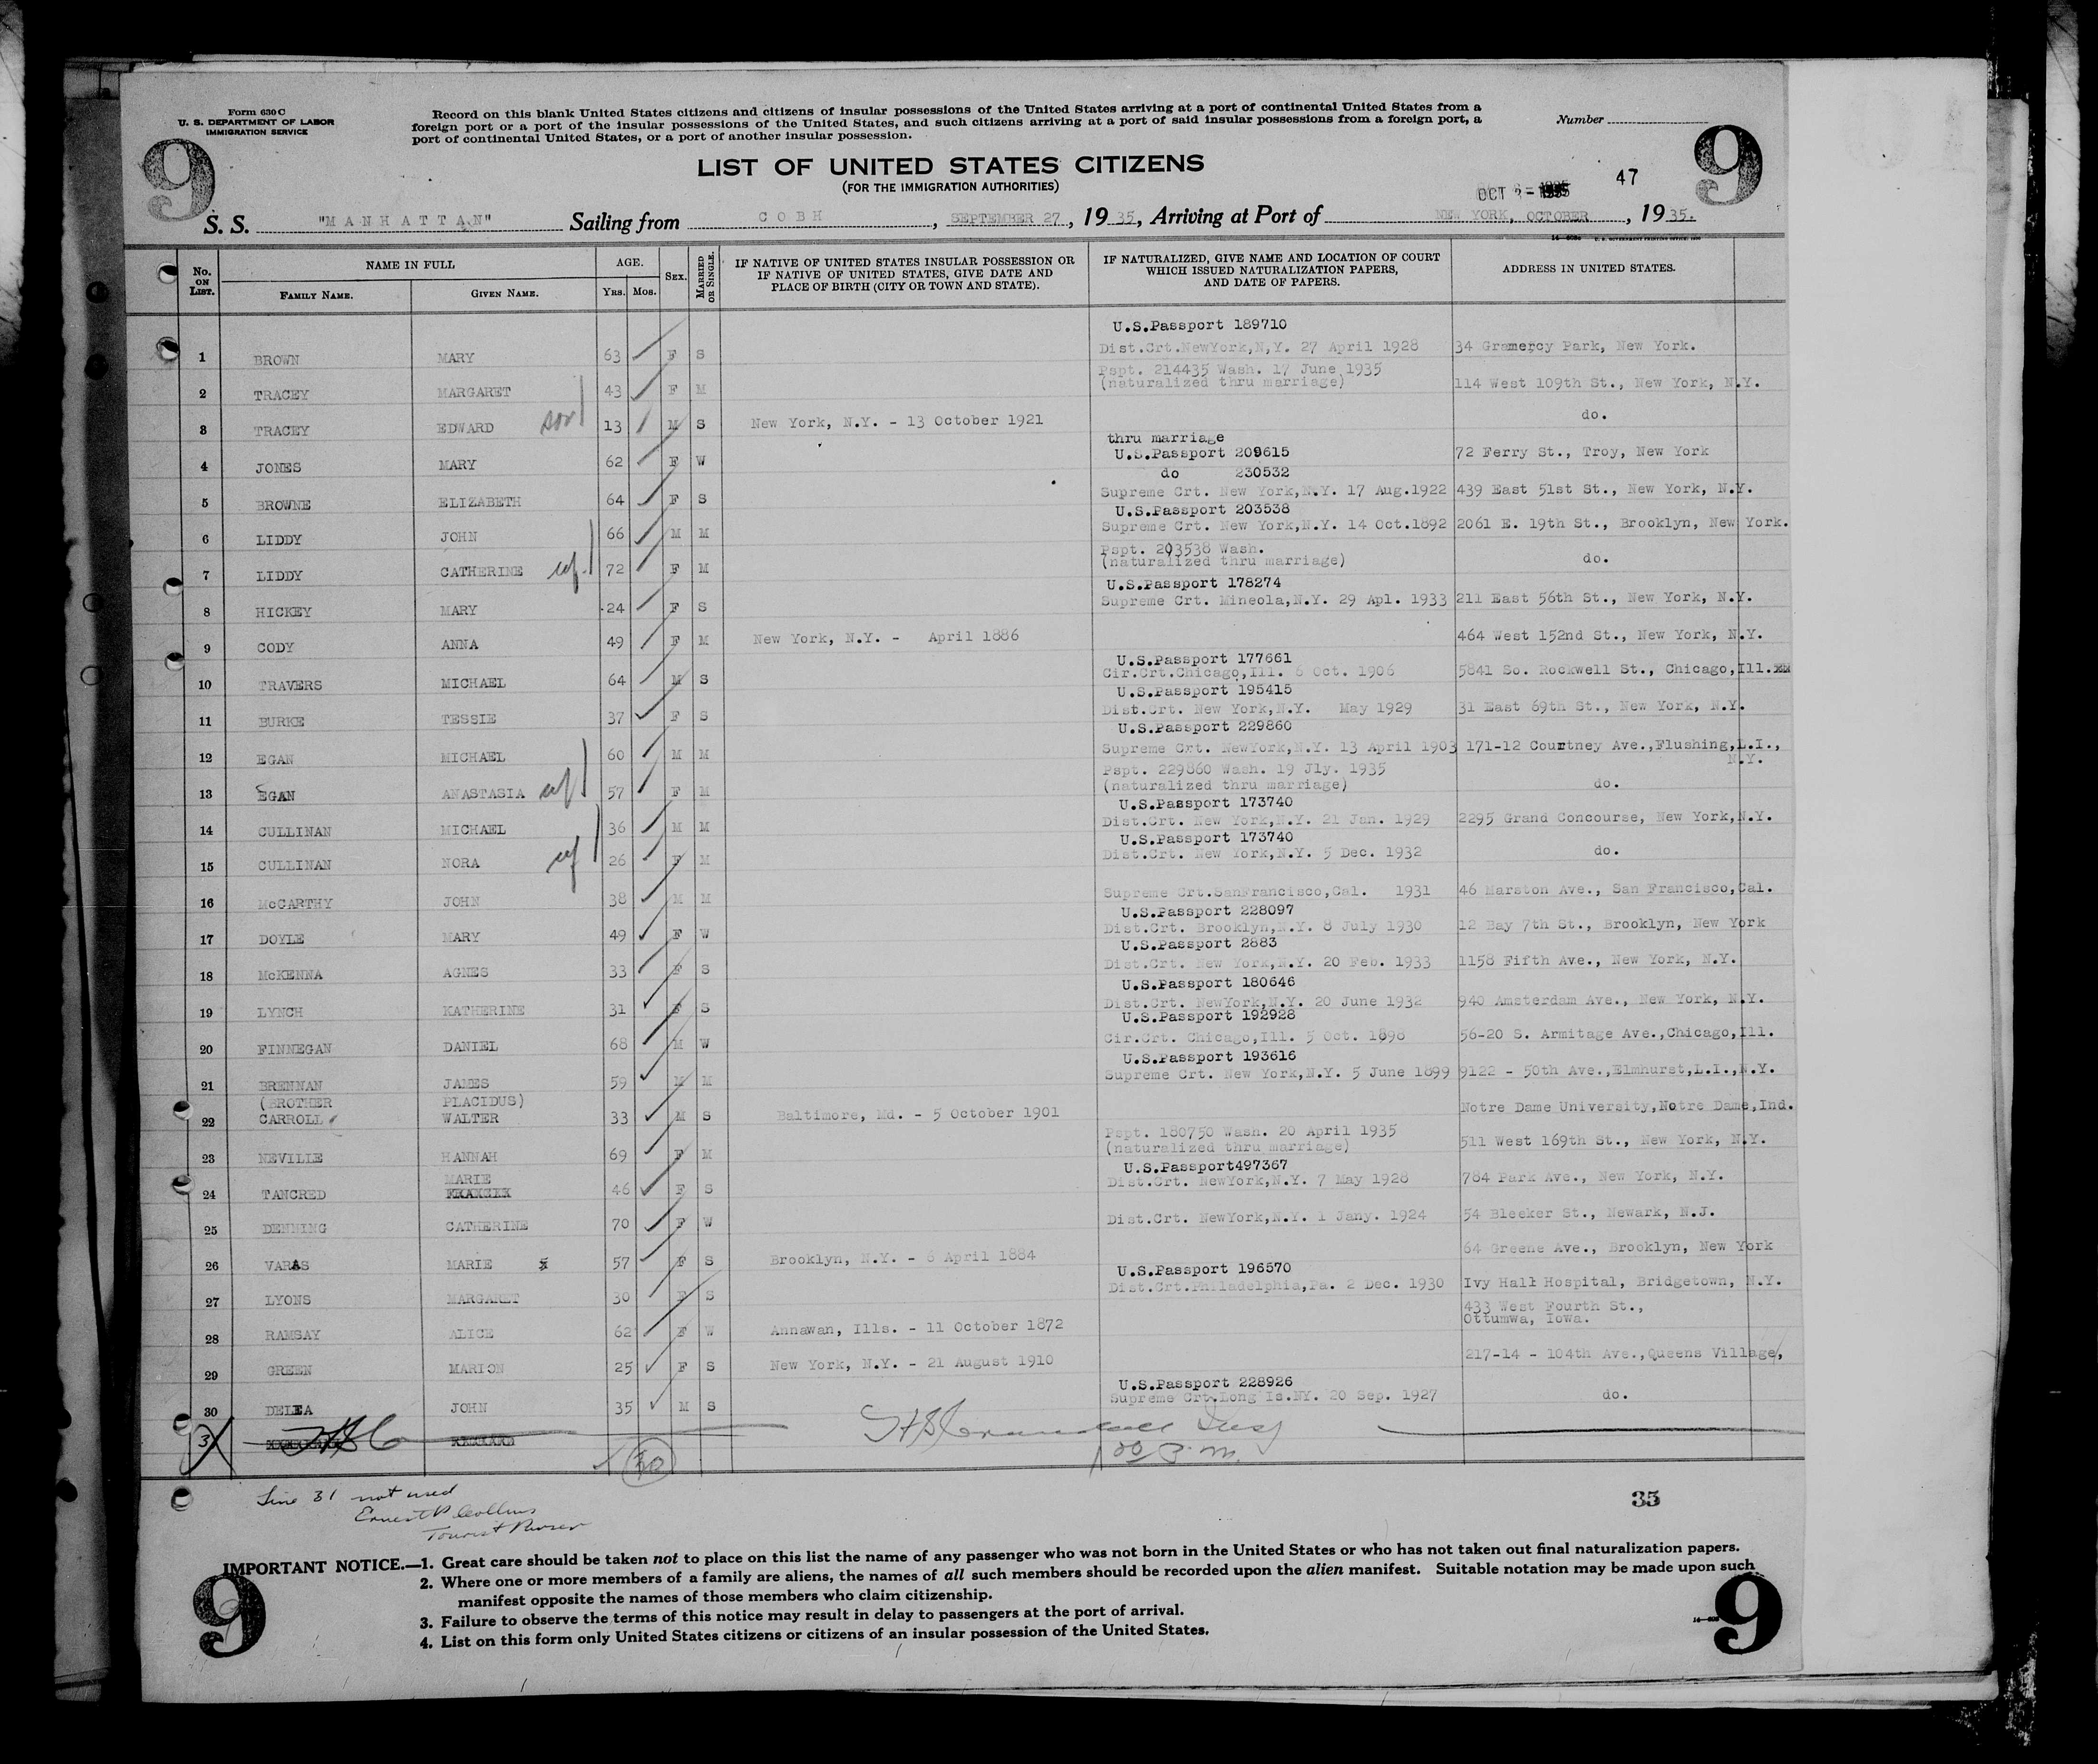 Form 630 C
U. S. DEPARTMENT OF LABOR
IMMIGRATION SERVICE
Record on this blank United States citizens and citizens of insular possessions of the United States arriving at a port of continental United States from a
foreign port or a port of the insular possessions of the United States, and such citizens arriving at a port of said insular possessions from a foreign port, a
port of continental United States, or a port of another insular possession.
Number
9
9
LIST OF UNITED STATES CITIZENS
(FOR THE IMMIGRATION AUTHORITIES)
OCT
47
S. S. "MANHATTAN" Sailing from COBH, SEPTEMBER 27, 1935, Arriving at Port of NEW YORK, OCTOBER, 1935.
No. ON LIST. NAME IN FULL FAMILY NAME. GIVEN NAME. AGE. YRS. MOS. SEX. MARRIED OR SINGLE. IF NATIVE OF UNITED STATES INSULAR POSSESSION OR IF NATIVE OF UNITED STATES, GIVE DATE AND PLACE OF BIRTH (CITY OR TOWN AND STATE). IF NATURALIZED, GIVE NAME AND LOCATION OF COURT WHICH ISSUED NATURALIZATION PAPERS, AND DATE OF PAPERS. ADDRESS IN UNITED STATES.
U.S.Passport 189710
1 BROWN MARY 63 F S Dist.Crt.NewYork,N,Y. 27 April 1928 34 Gramercy Park, New York.
Pspt. 214435 Wash. 17 June 1935
2 TRACEY MARGARET 43 F M (naturalized thru marriage) 114 West 109th St., New York, N.Y.
3 TRACEY EDWARD son 13 M S New York, N.Y. - 13 October 1921 do.
thru marriage
4 JONES MARY 62 F W U.S.Passport 209615 72 Ferry St., Troy, New York
do 230532
5 BROWNE ELIZABETH 64 F S Supreme Crt. New York,N.Y. 17 Aug.1922 439 East 51st St., New York, N.Y.
U.S.Passport 203538
6 LIDDY JOHN 66 M M Supreme Crt. New York,N.Y. 14 Oct.1892 2061 E. 19th St., Brooklyn, New York.
Pspt. 203538 Wash.
7 LIDDY CATHERINE wf. 72 F M (naturalized thru marriage) do.
U.S.Passport 178274
8 HICKEY MARY 24 F S Supreme Crt. Mineola,N.Y. 29 Apl. 1933 211 East 56th St., New York, N.Y.
9 CODY ANNA 49 F M New York, N.Y. - April 1886 464 West 152nd St., New York, N.Y.
U.S.Passport 177661
10 TRAVERS MICHAEL 64 M S Cir.Crt.Chicago,Ill. 6 Oct. 1906 5841 So. Rockwell St., Chicago,Ill.
U.S.Passport 195415
11 BURKE TESSIE 37 F S Dist.Crt. New York,N.Y. May 1929 31 East 69th St., New York, N.Y.
U.S.Passport 229860
12 EGAN MICHAEL 60 M M Supreme Crt. NewYork,N.Y. 13 April 1903 171-12 Courtney Ave.,Flushing,L.I., N.Y.
Pspt. 229860 Wash. 19 Jly. 1935
13 EGAN ANASTASIA wf 57 F M (naturalized thru marriage) do.
U.S.Passport 173740
14 CULLINAN MICHAEL 36 M M Dist.Crt. New York,N.Y. 21 Jan. 1929 2295 Grand Concourse, New York,N.Y.
U.S.Passport 173740
15 CULLINAN NORA wf 26 F M Dist.Crt. New York,N.Y. 5 Dec. 1932 do.
16 McCARTHY JOHN 38 M M Supreme Crt.SanFrancisco,Cal. 1931 46 Marston Ave., San Francisco,Cal.
U.S.Passport 228097
17 DOYLE MARY 49 F W Dist.Crt. Brooklyn,N.Y. 8 July 1930 12 Bay 7th St., Brooklyn, New York
U.S.Passport 2883
18 McKENNA AGNES 33 F S Dist.Crt. New York,N.Y. 20 Feb. 1933 1158 Fifth Ave., New York, N.Y.
U.S.Passport 180646
19 LYNCH KATHERINE 31 F S Dist.Crt. NewYork,N.Y. 20 June 1932 940 Amsterdam Ave., New York, N.Y.
U.S.Passport 192928
20 FINNEGAN DANIEL 68 M W Cir.Crt. Chicago,Ill. 5 Oct. 1898 56-20 S. Armitage Ave.,Chicago,Ill.
U.S.Passport 193616
21 BRENNAN JAMES 59 M M Supreme Crt. New York,N.Y. 5 June 1899 9122 - 50th Ave.,Elmhurst,L.I.,N.Y.
(BROTHER PLACIDUS)
22 CARROLL WALTER 33 M S Baltimore, Md. - 5 October 1901 Notre Dame University,Notre Dame,Ind.
Pspt. 180750 Wash. 20 April 1935
23 NEVILLE HANNAH 69 F M (naturalized thru marriage) 511 West 169th St., New York, N.Y.
U.S.Passport497367
24 TANCRED MARIE 46 F S Dist.Crt. NewYork,N.Y. 7 May 1928 784 Park Ave., New York, N.Y.
25 DENNING CATHERINE 70 F W Dist.Crt. NewYork,N.Y. 1 Jany. 1924 54 Bleeker St., Newark, N.J.
26 VARAS MARIE 57 F S Brooklyn, N.Y. - 8 April 1884 64 Greene Ave., Brooklyn, New York
U.S.Passport 196570
27 LYONS MARGARET 30 F S Dist.Crt.Philadelphia,Pa. 2 Dec. 1930 Ivy Hall Hospital, Bridgetown, N.Y.
433 West Fourth St.,
28 RAMSAY ALICE 62 F W Annawan, Ills. - 11 October 1872 Ottumwa, Iowa.
29 GREEN MARION 25 F S New York, N.Y. - 21 August 1910 217-14 - 104th Ave.,Queens Village,
U.S.Passport 228926
30 DELEA JOHN 35 M S Supreme Crt.Long Is.NY. 20 Sep. 1927 do.
30
Line 31 not used
Ernest P Collins
Tourist Purser
35
IMPORTANT NOTICE.—1. Great care should be taken not to place on this list the name of any passenger who was not born in the United States or who has not taken out final naturalization papers.
2. Where one or more members of a family are aliens, the names of all such members should be recorded upon the alien manifest. Suitable notation may be made upon such
manifest opposite the names of those members who claim citizenship.
3. Failure to observe the terms of this notice may result in delay to passengers at the port of arrival.
4. List on this form only United States citizens or citizens of an insular possession of the United States.
9
9